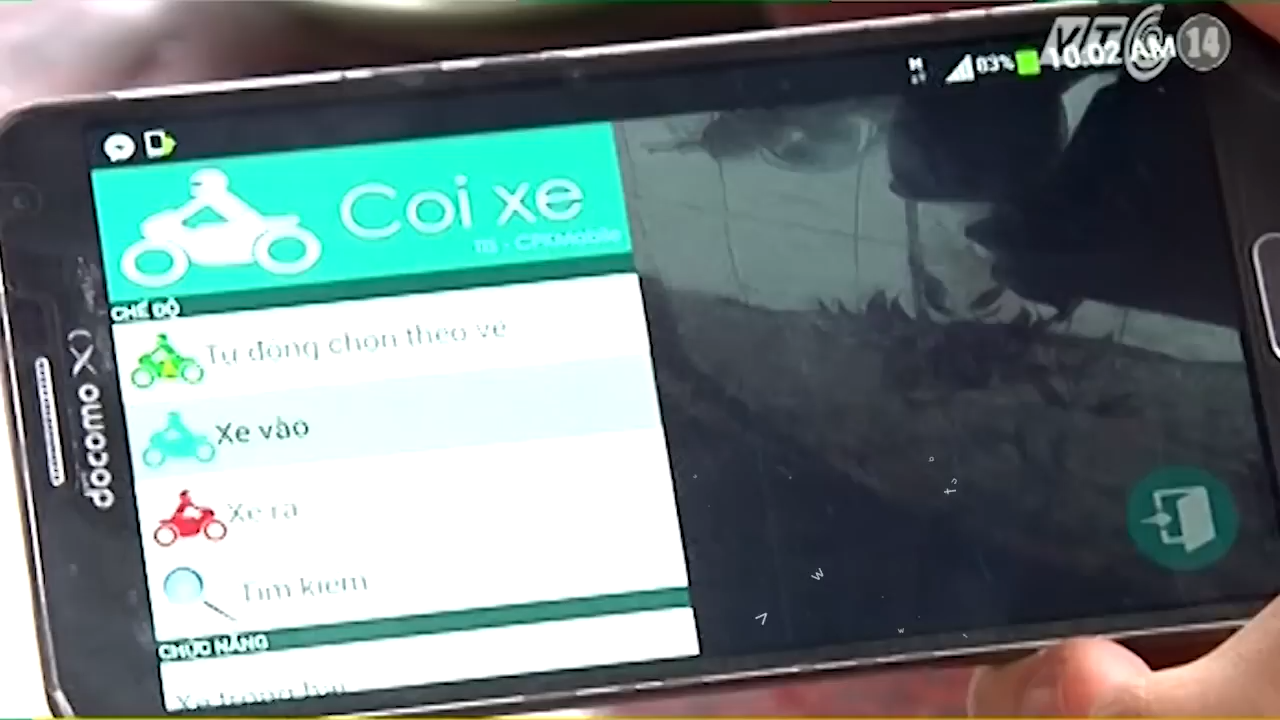 VTC 14
83% 10:02 AM
Coi xe
CHẾ ĐỘ
Tự động chọn theo vé
Xe vào
Xe ra
Tìm kiếm
CHỨC NĂNG
docomo